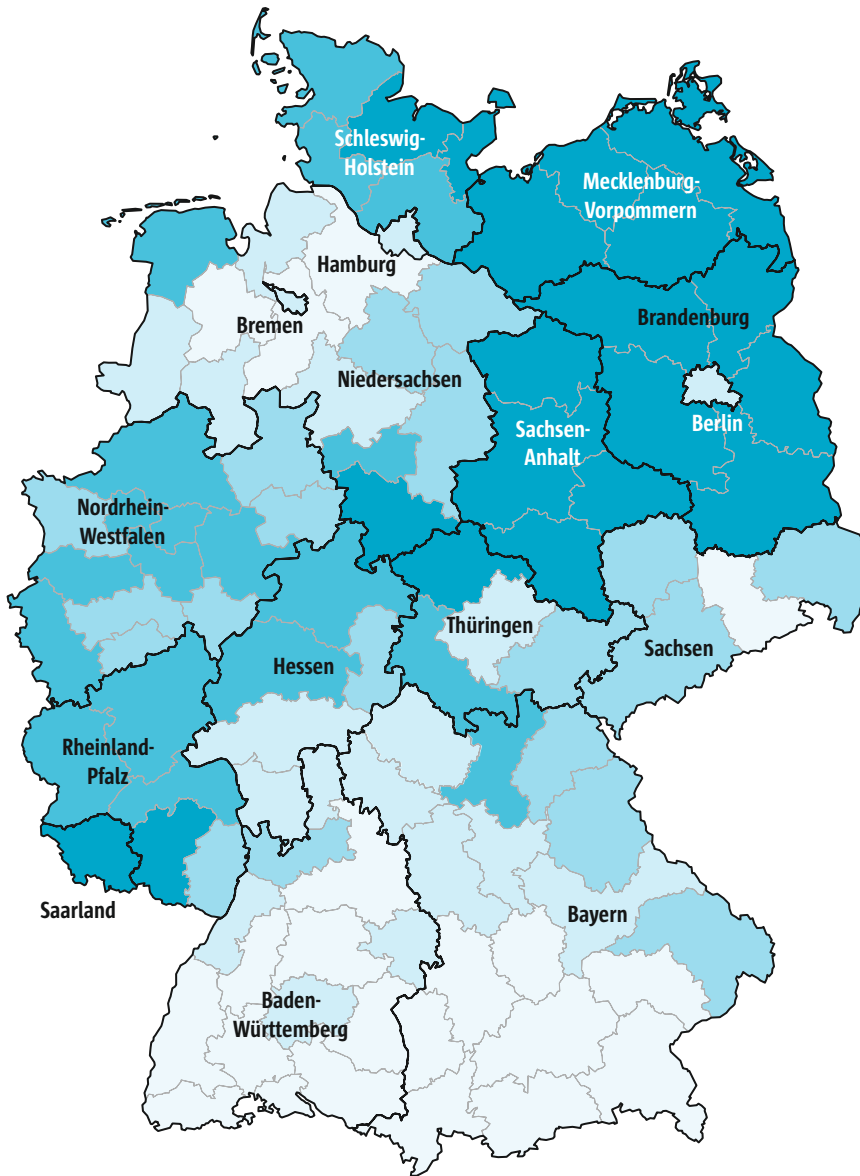 Schleswig-
Holstein
Mecklenburg-
Vorpommern
Hamburg
Bremen
Brandenburg
Niedersachsen
Berlin
Sachsen-
Anhalt
Nordrhein-
Westfalen
Thüringen
Sachsen
Hessen
Rheinland-
Pfalz
Saarland
Bayern
Baden-
Württemberg